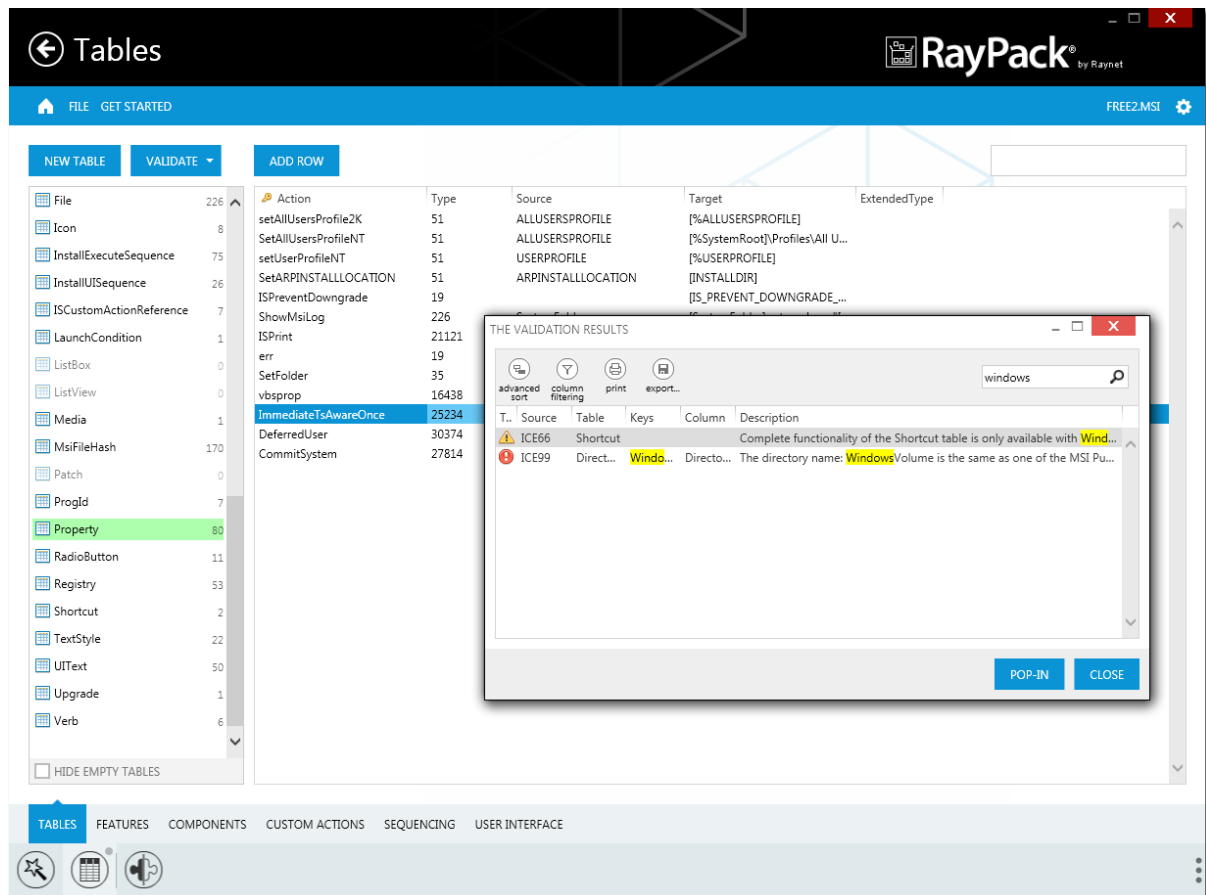 Tables
RayPack® by Raynet
FILE GET STARTED
FREE2.MSI
NEW TABLE VALIDATE ADD ROW
File 226
Icon 8
InstallExecuteSequence 75
InstallUISequence 26
ISCustomActionReference 7
LaunchCondition 1
ListBox 0
ListView 0
Media 1
MsiFileHash 170
Patch 0
ProgId 7
Property 80
RadioButton 11
Registry 53
Shortcut 2
TextStyle 22
UIText 50
Upgrade 1
Verb 6
HIDE EMPTY TABLES
Action Type Source Target ExtendedType
setAllUsersProfile2K 51 ALLUSERSPROFILE [%ALLUSERSPROFILE]
SetAllUsersProfileNT 51 ALLUSERSPROFILE [%SystemRoot]\Profiles\All U...
setUserProfileNT 51 USERPROFILE [%USERPROFILE]
SetARPINSTALLLOCATION 51 ARPINSTALLLOCATION [INSTALLDIR]
ISPreventDowngrade 19 [IS_PREVENT_DOWNGRADE_...
ShowMsiLog 226
ISPrint 21121
err 19
SetFolder 35
vbsprop 16438
ImmediateTsAwareOnce 25234
DeferredUser 30374
CommitSystem 27814
THE VALIDATION RESULTS
advanced sort
column filtering
print
export...
windows
T.. Source Table Keys Column Description
ICE66 Shortcut Complete functionality of the Shortcut table is only available with Wind...
ICE99 Direct... Windo... Directo... The directory name: WindowsVolume is the same as one of the MSI Pu...
POP-IN CLOSE
TABLES FEATURES COMPONENTS CUSTOM ACTIONS SEQUENCING USER INTERFACE